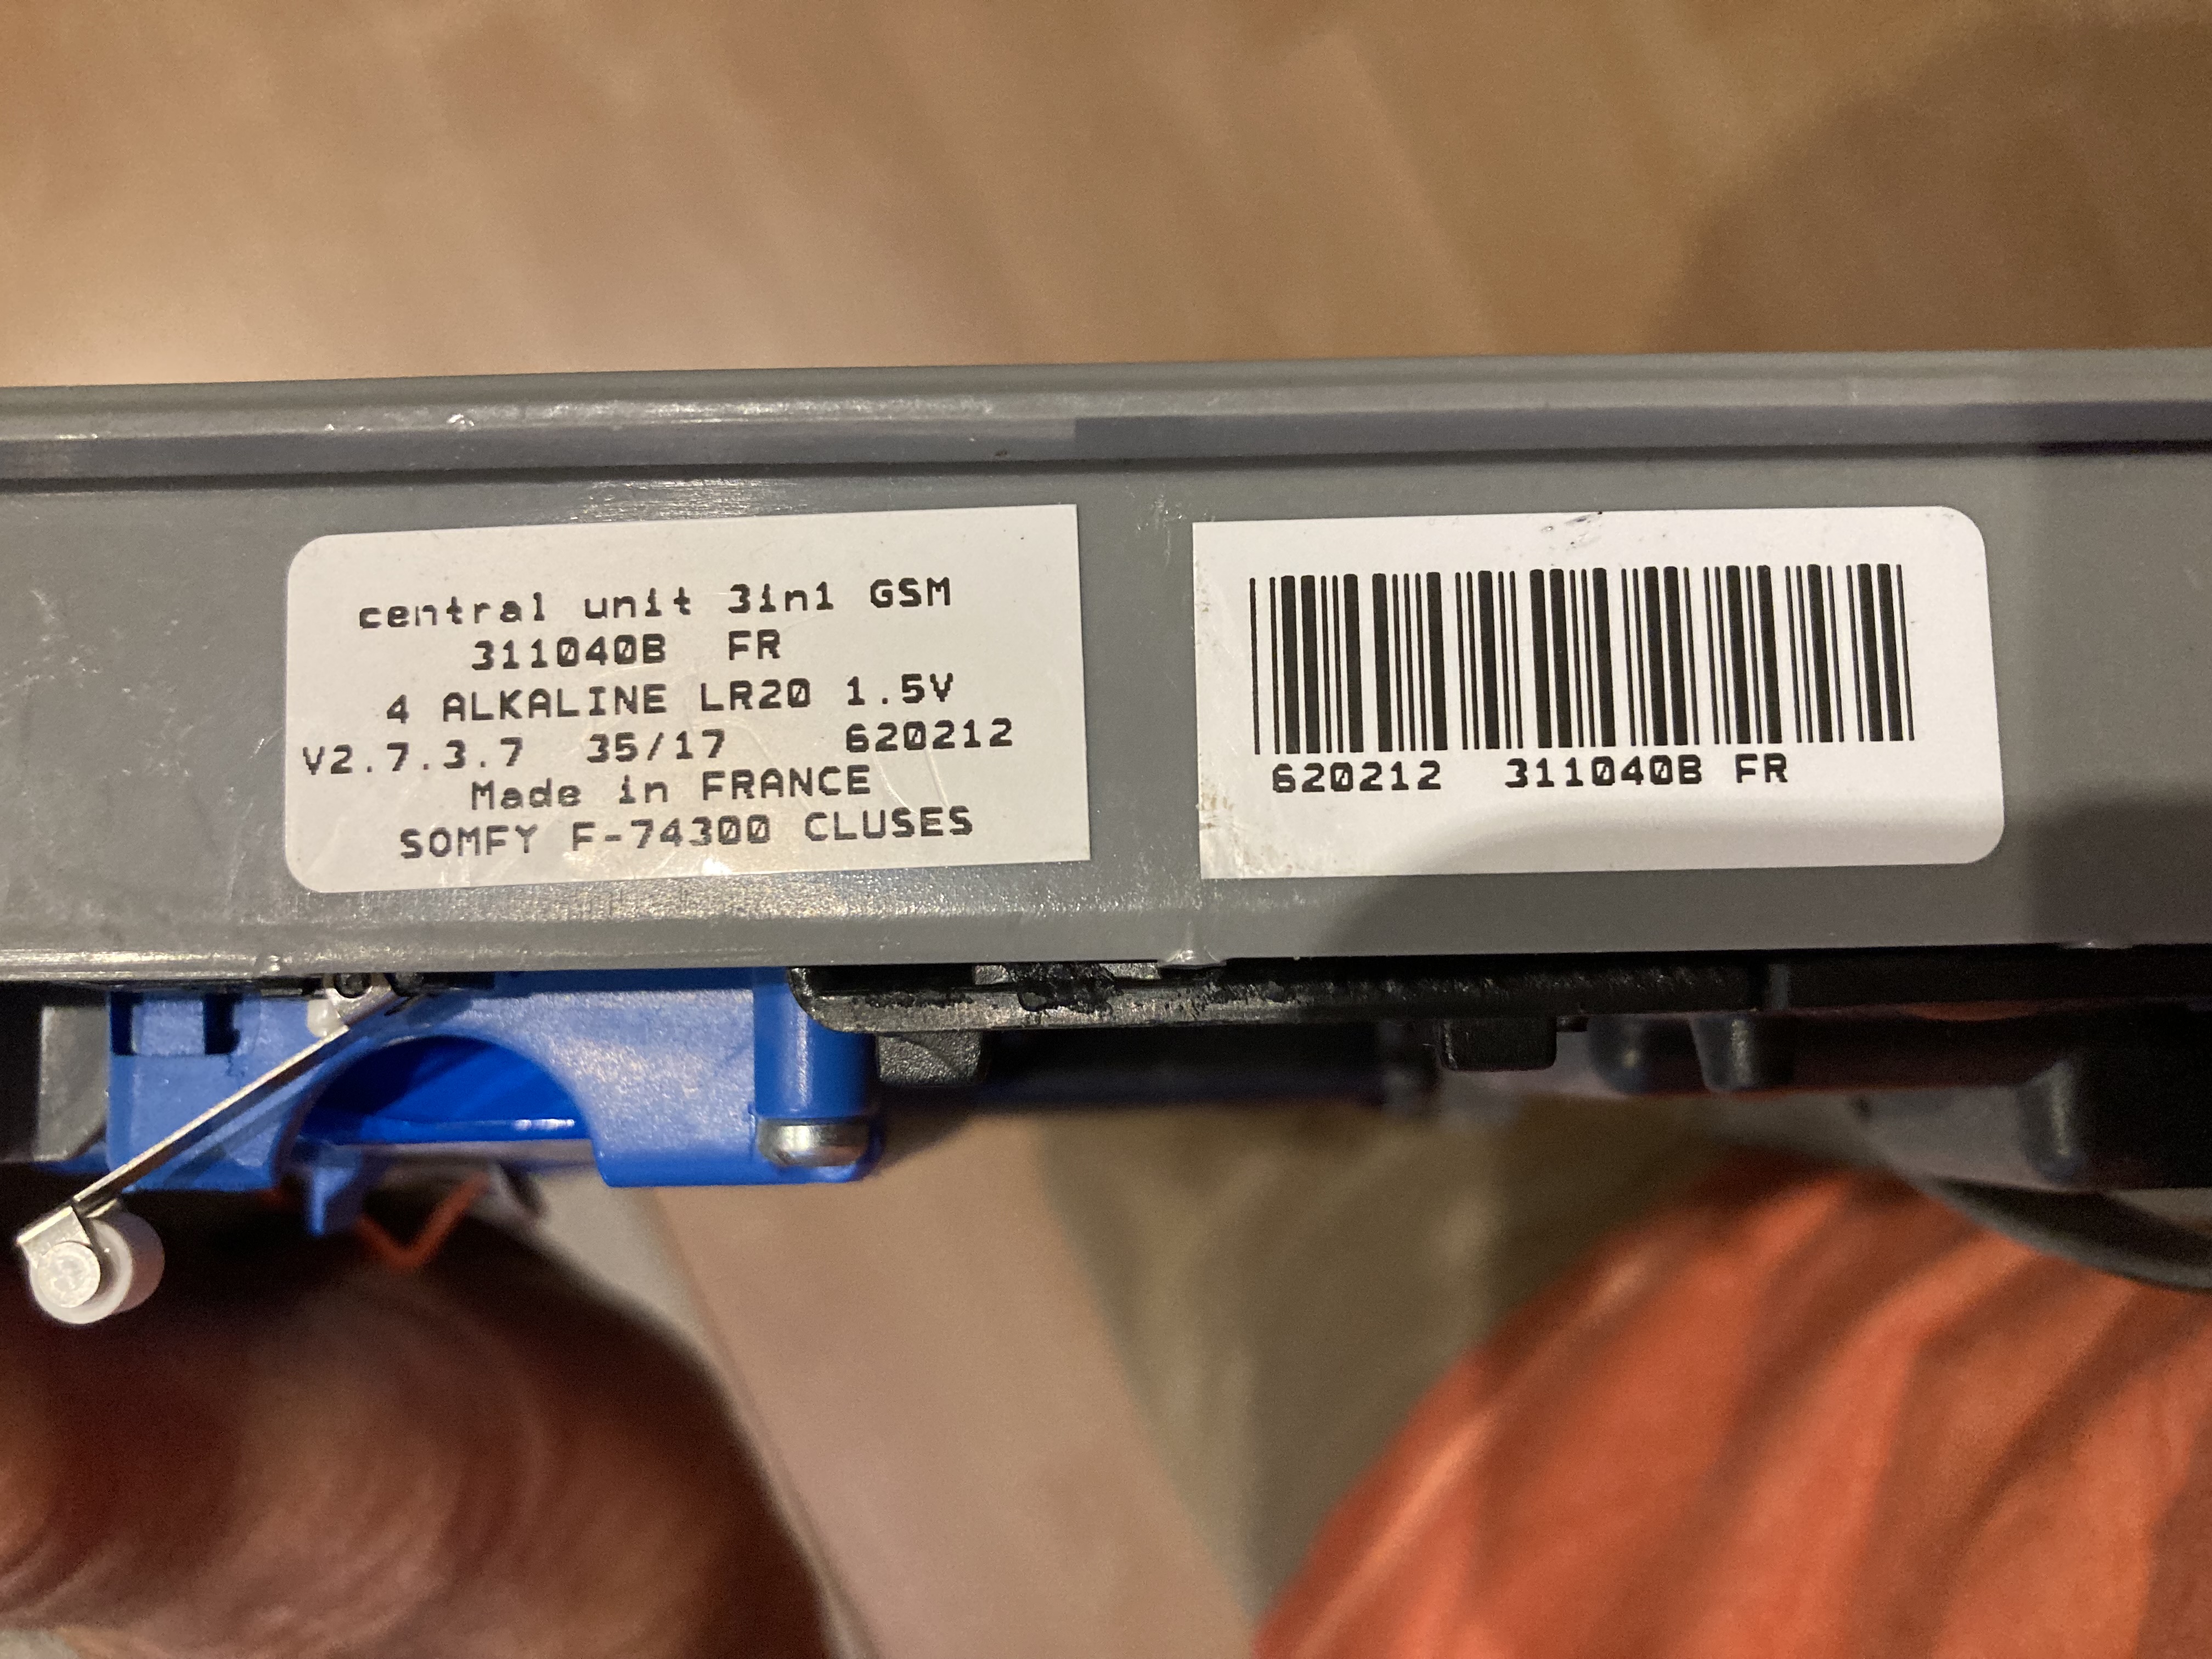 central unit 3in1 GSM
311040B FR
4 ALKALINE LR20 1.5V
V2.7.3.7 35/17 620212
Made in FRANCE
SOMFY F-74300 CLUSES
620212 311040B FR